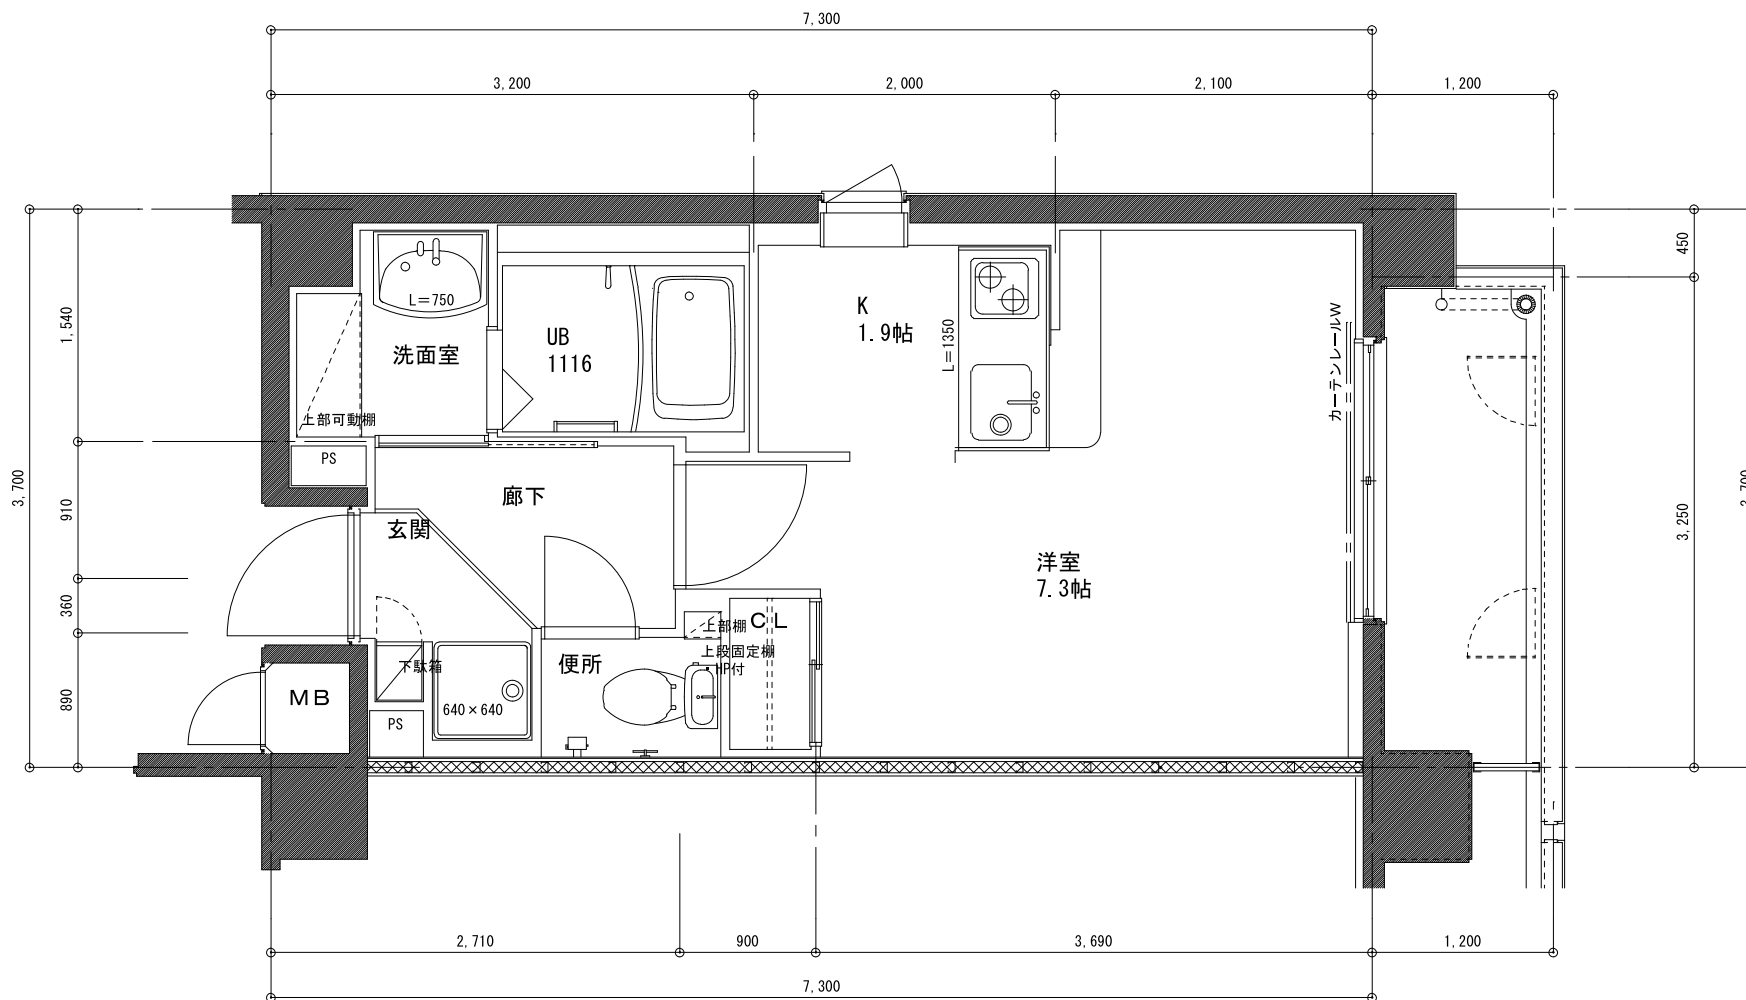 7,300
3,200
2,000
2,100
1,200
450
1,540
L=750
K
1.9帖
カーテンレールW
UB
1116
洗面室
L=1350
上部可動棚
PS
3,700
910
廊下
玄関
3,250
洋室
7.3帖
360
上部棚
CL
上段固定棚
HP付
下駄箱
便所
MB
890
640×640
PS
2,710
900
3,690
1,200
7,300